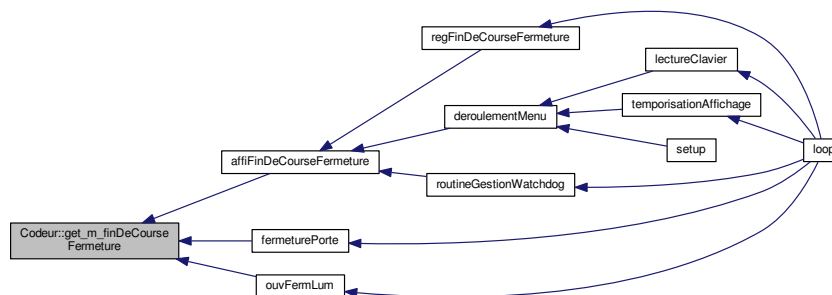 regFinDeCourseFermeture
lectureClavier
temporisationAffichage
deroulementMenu
setup
loop
affiFinDeCourseFermeture
routineGestionWatchdog
Codeur::get_m_finDeCourse
Fermeture
fermeturePorte
ouvFermLum